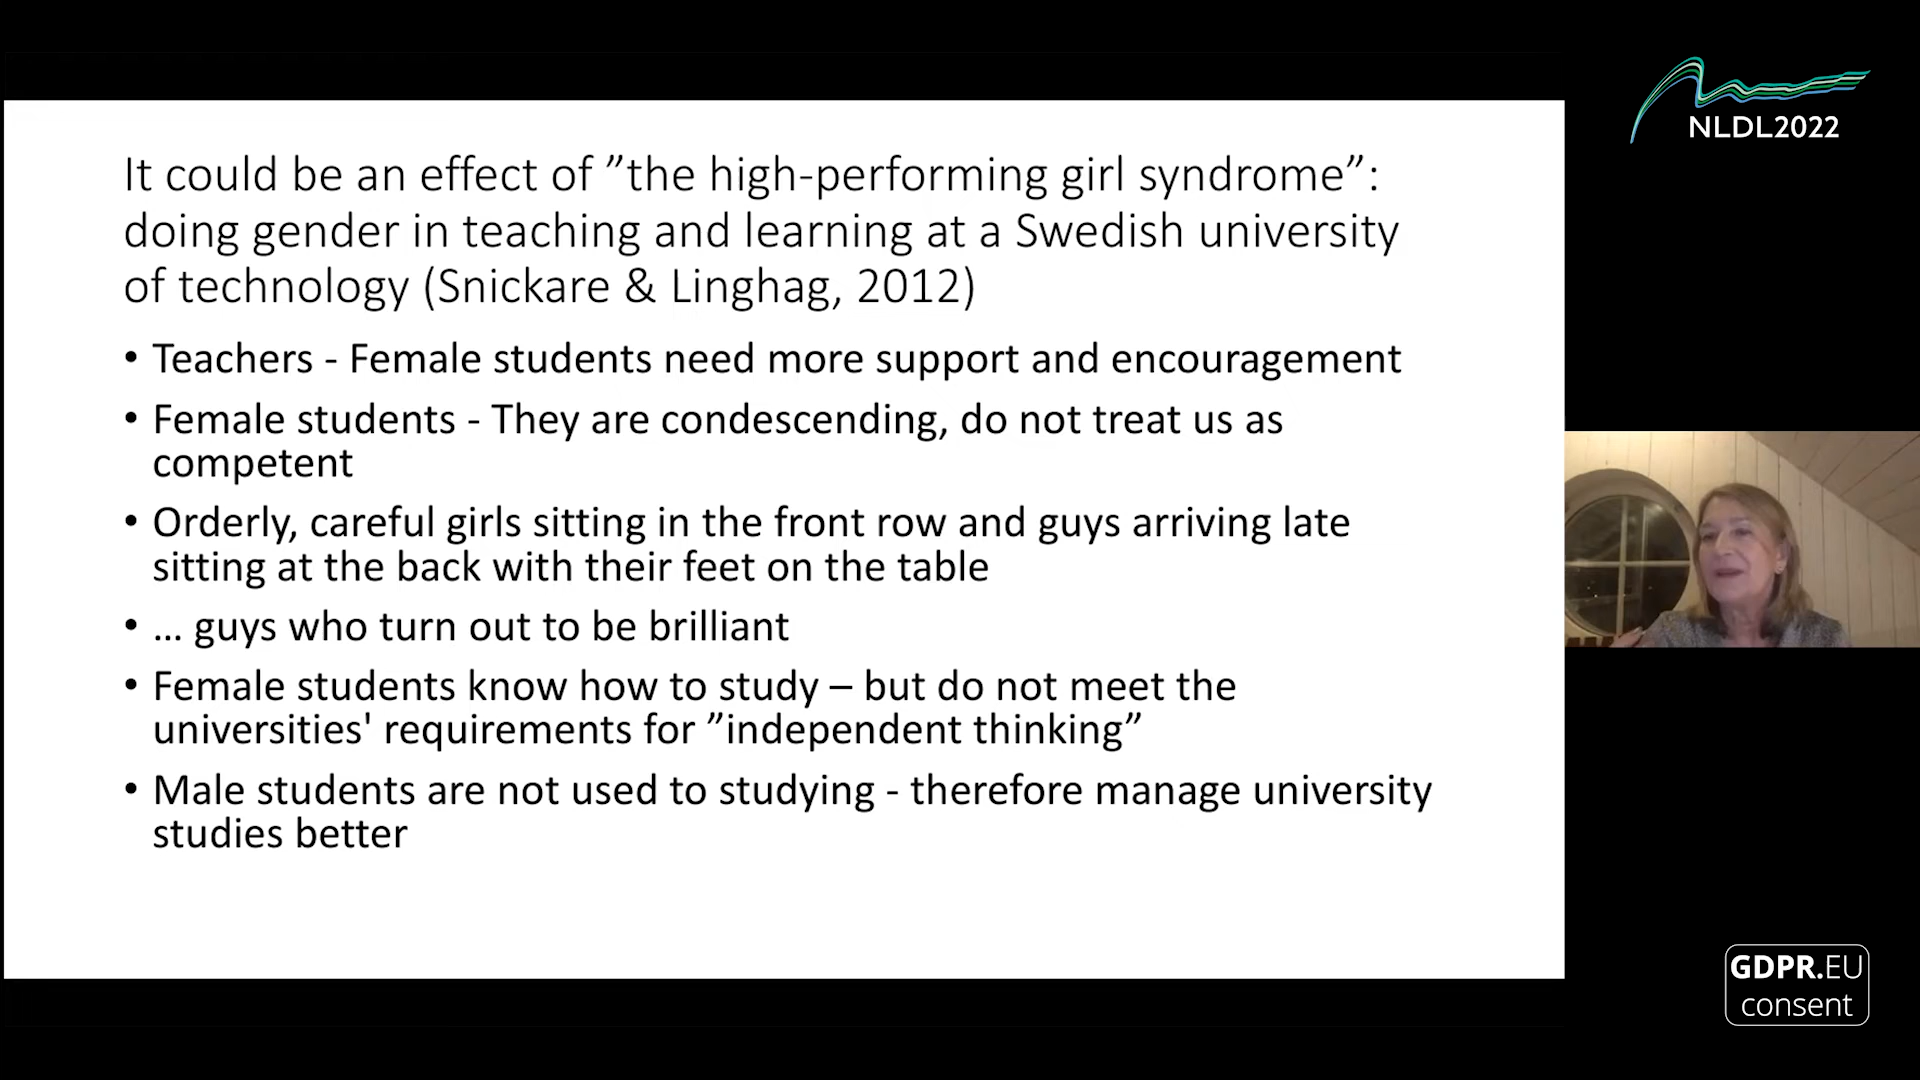 NLDL2022
It could be an effect of ”the high-performing girl syndrome”:
doing gender in teaching and learning at a Swedish university
of technology (Snickare & Linghag, 2012)
• Teachers - Female students need more support and encouragement
• Female students - They are condescending, do not treat us as
competent
• Orderly, careful girls sitting in the front row and guys arriving late
sitting at the back with their feet on the table
• ... guys who turn out to be brilliant
• Female students know how to study – but do not meet the
universities' requirements for ”independent thinking”
• Male students are not used to studying - therefore manage university
studies better
GDPR.EU
consent